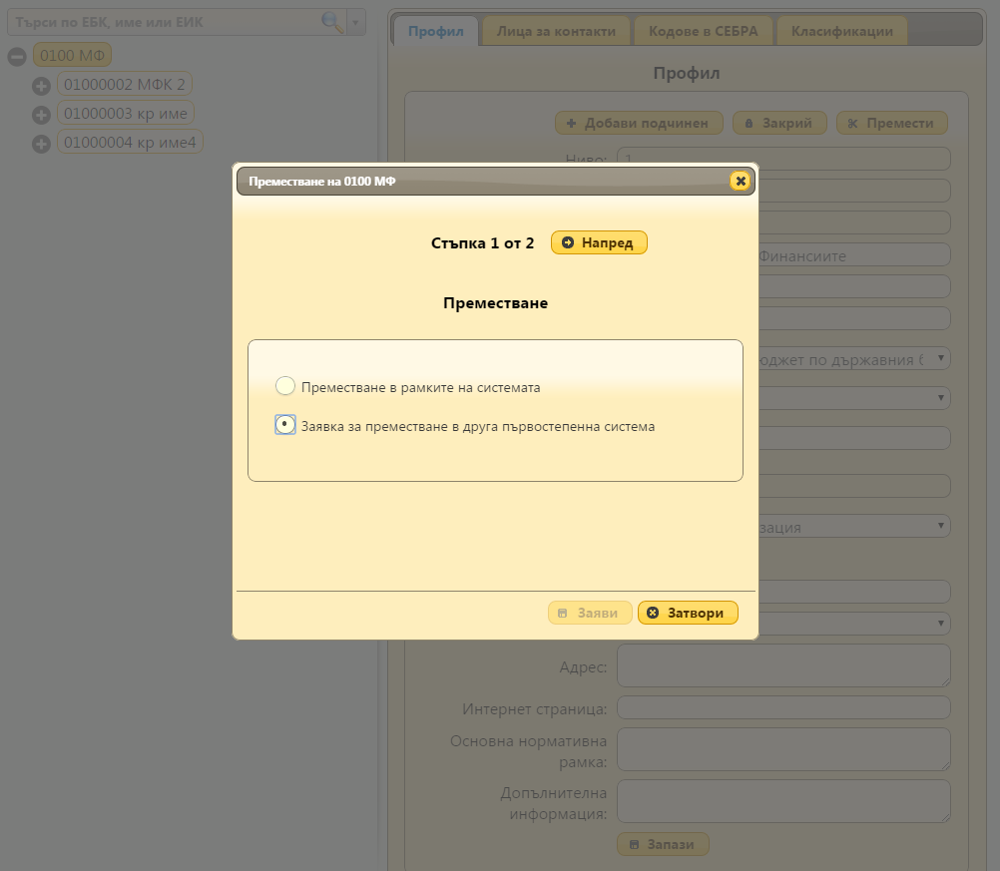 Търси по ЕБК, име или ЕИК
0100 МФ
01000002 МФК 2
01000003 кр име
01000004 кр име4
Профил
Лица за контакти
Кодове в СЕБРА
Класификации
Профил
Добави подчинен
Закрий
Премести
Ниво:
1
Финансиите
по държавния
Преместване на 0100 МФ
Стъпка 1 от 2
Напред
Преместване
Преместване в рамките на системата
Заявка за преместване в друга първостепенна система
Заяви
Затвори
Адрес:
Интернет страница:
Основна нормативна
рамка:
Допълнителна
информация:
Запази